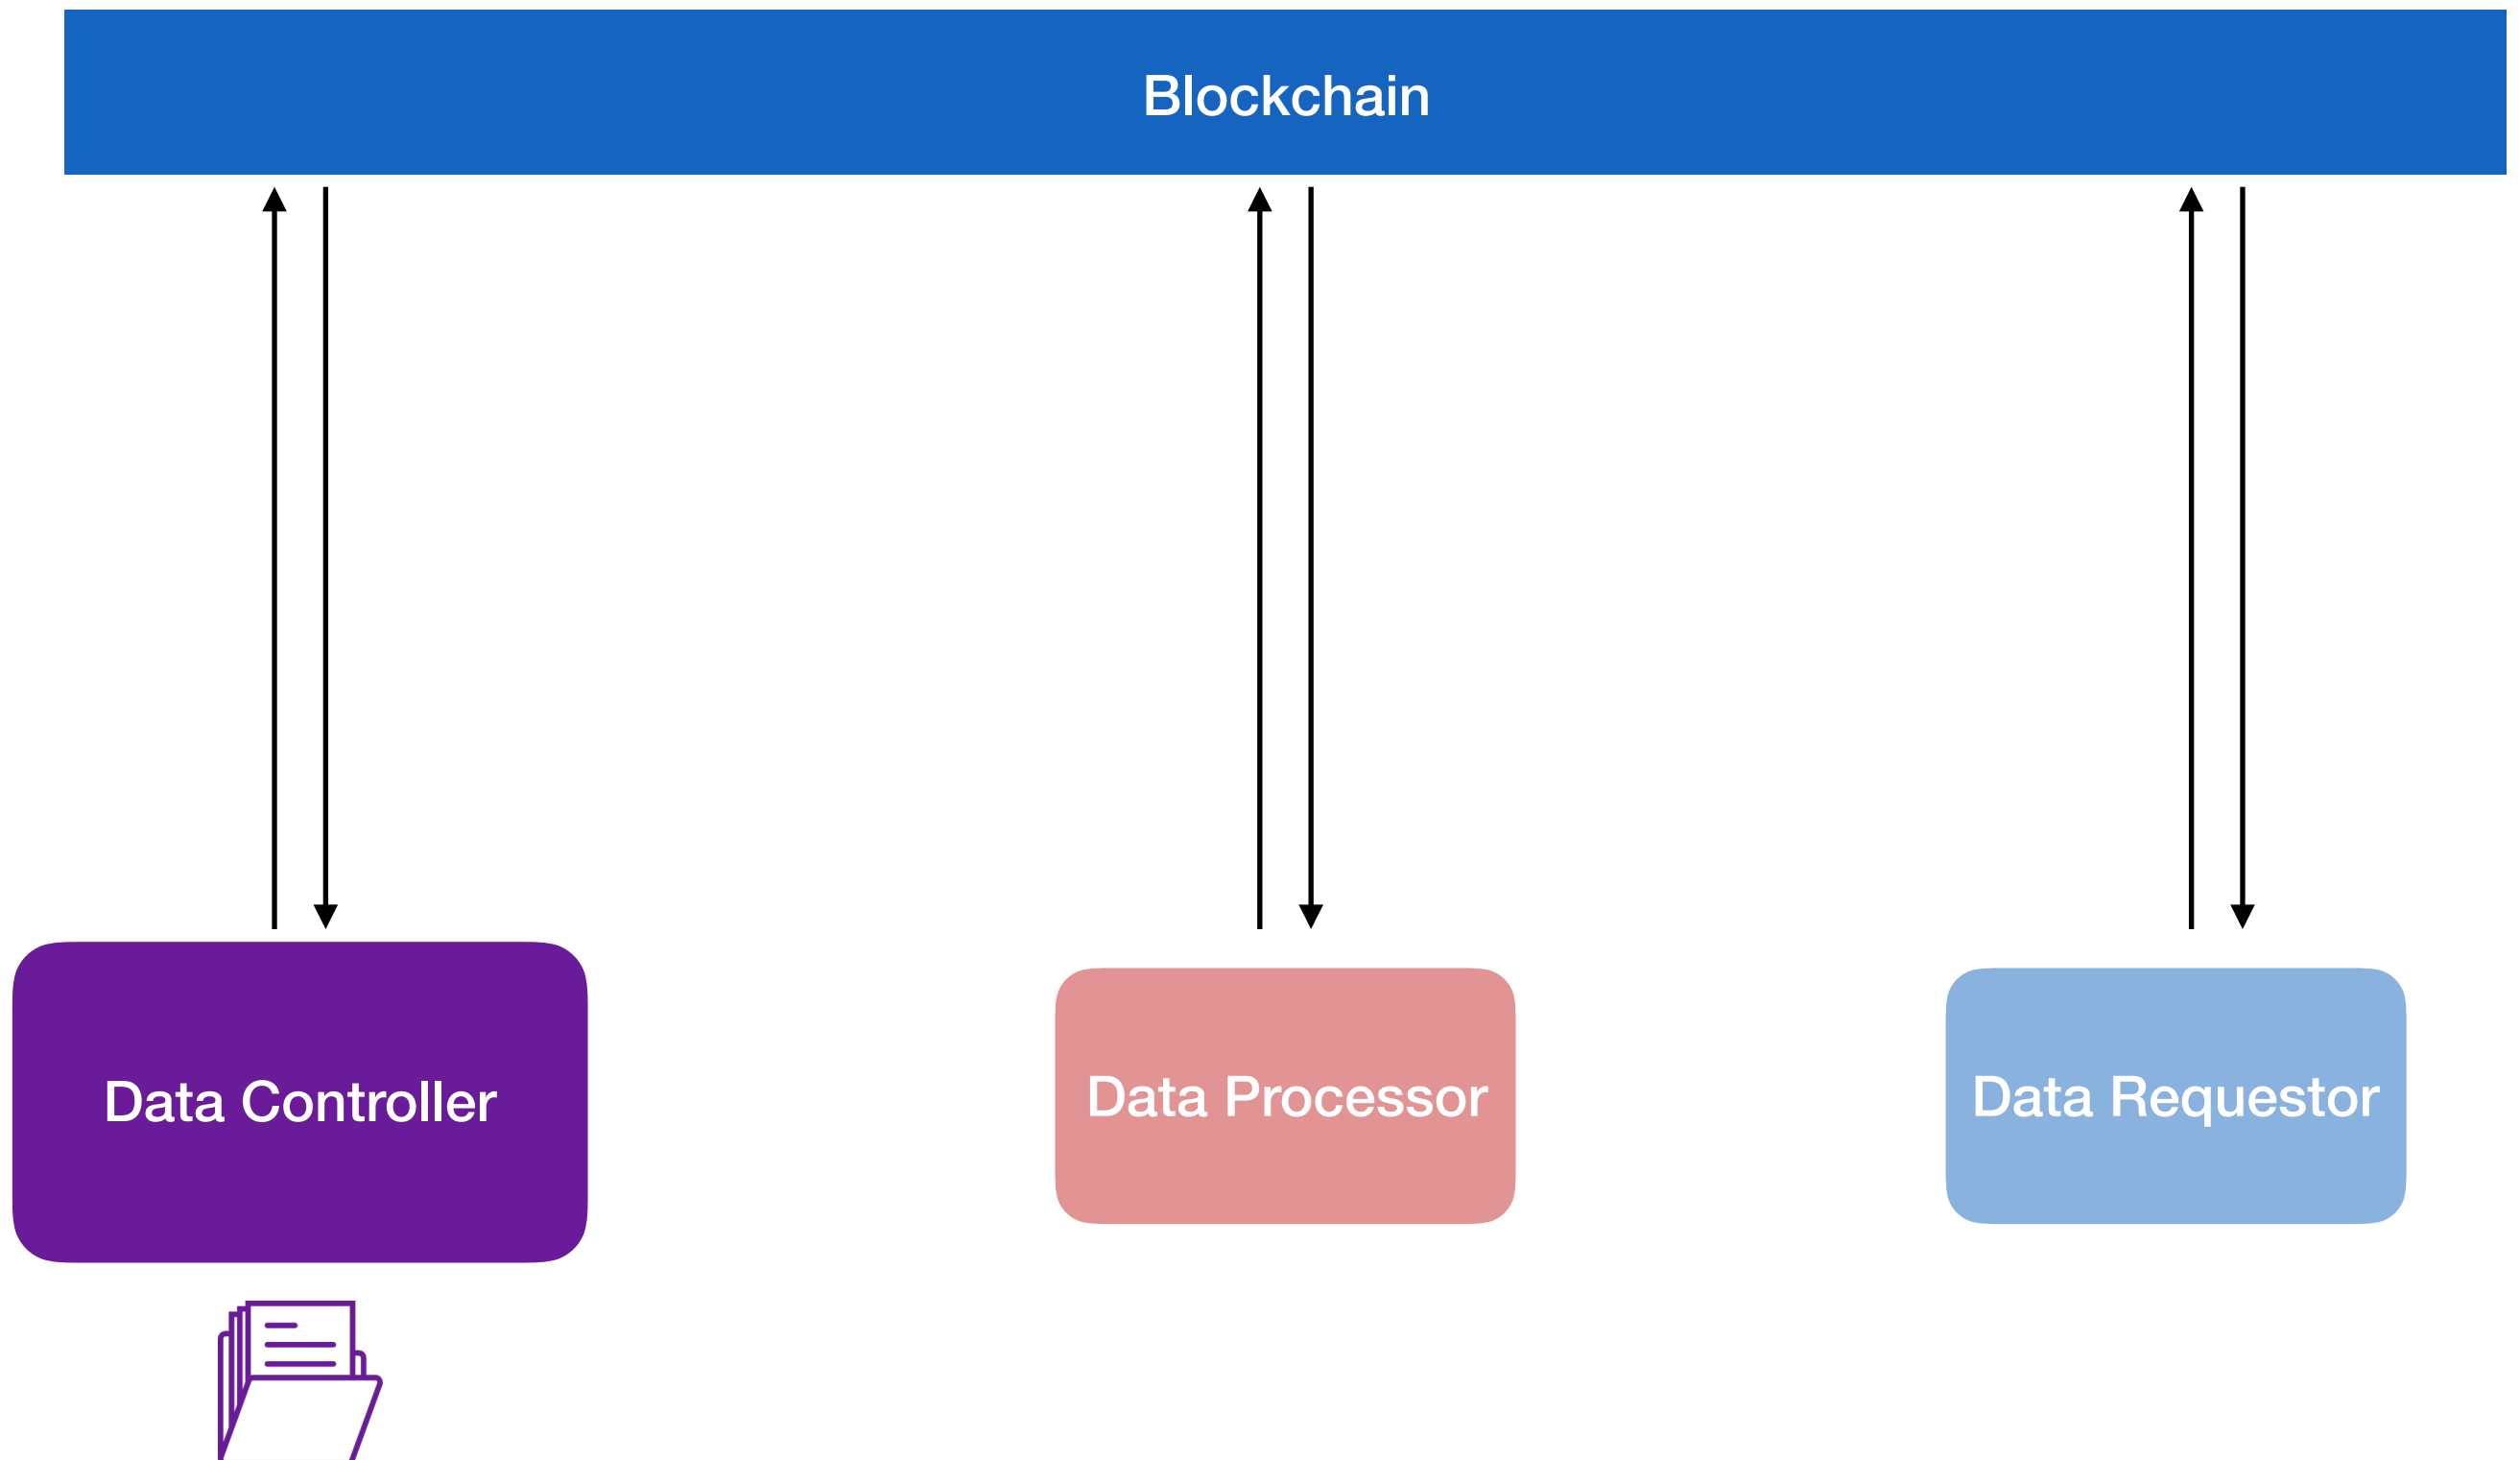 Blockchain
Data Controller
Data Processor
Data Requestor